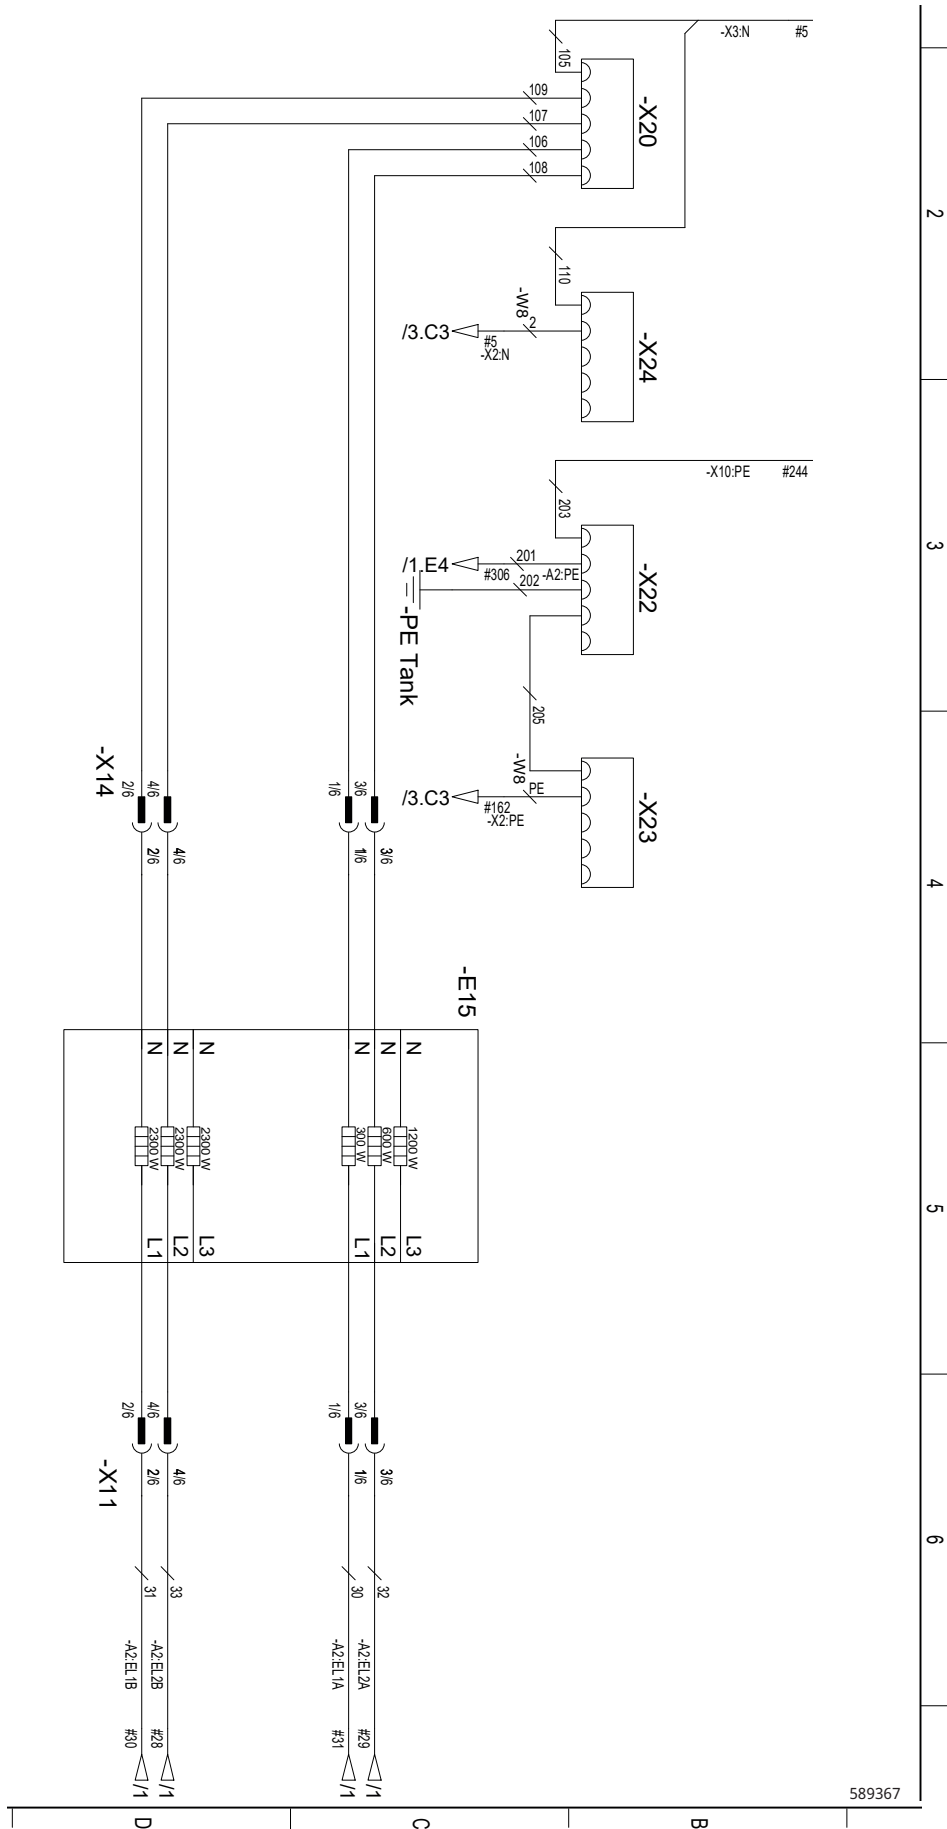 -X3:N
#5
105
109
107
106
108
-X20
2
110
-W8
2
/3.C3
#5
-X2:N
-X24
-X10:PE
#244
203
3
201
/1.E4
#306
-A2:PE
202
-PE Tank
-X22
205
-W8
PE
/3.C3
#162
-X2:PE
-X23
-X14
2/6
4/6
1/6
3/6
2/6
4/6
1/6
3/6
4
-E15
N
N
N
N
N
N
2300 W
2300 W
2300 W
300 W
600 W
1200 W
5
L1
L2
L3
L1
L2
L3
2/6
4/6
1/6
3/6
-X11
2/6
4/6
1/6
3/6
6
31
33
30
32
-A2:EL1B
-A2:EL2B
-A2:EL1A
-A2:EL2A
#30
#28
#31
#29
/1
/1
/1
/1
589367
D
C
B